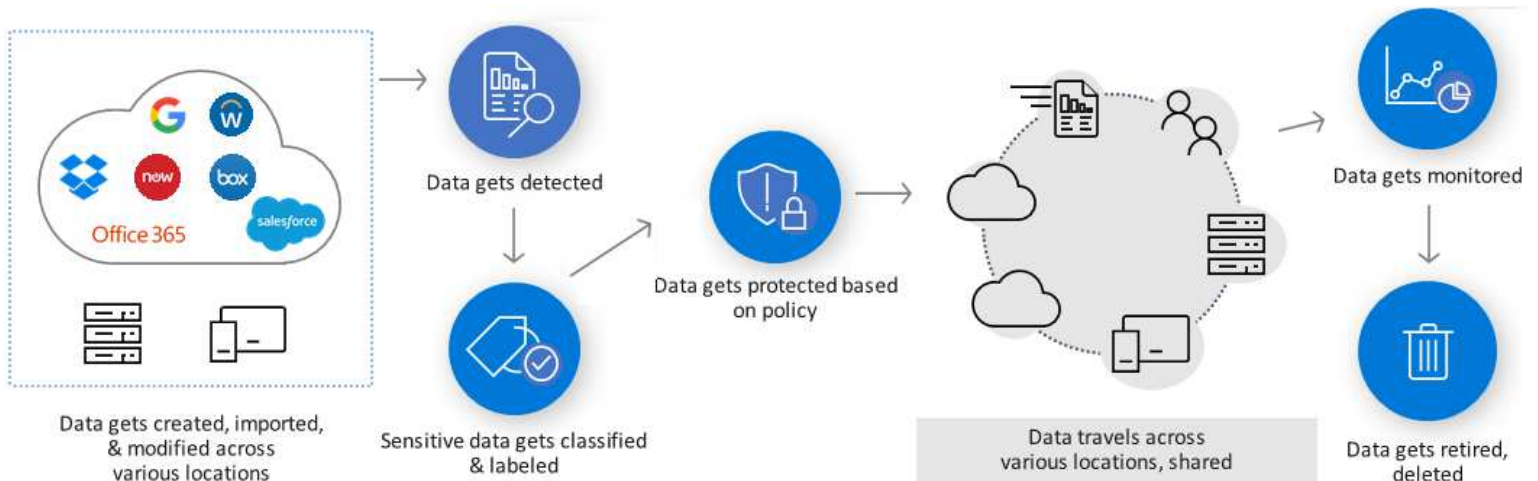 G
W
now
box
Office 365
salesforce
Data gets created, imported,
& modified across
various locations
Data gets detected
Sensitive data gets classified
& labeled
Data gets protected based
on policy
Data travels across
various locations, shared
Data gets monitored
Data gets retired,
deleted